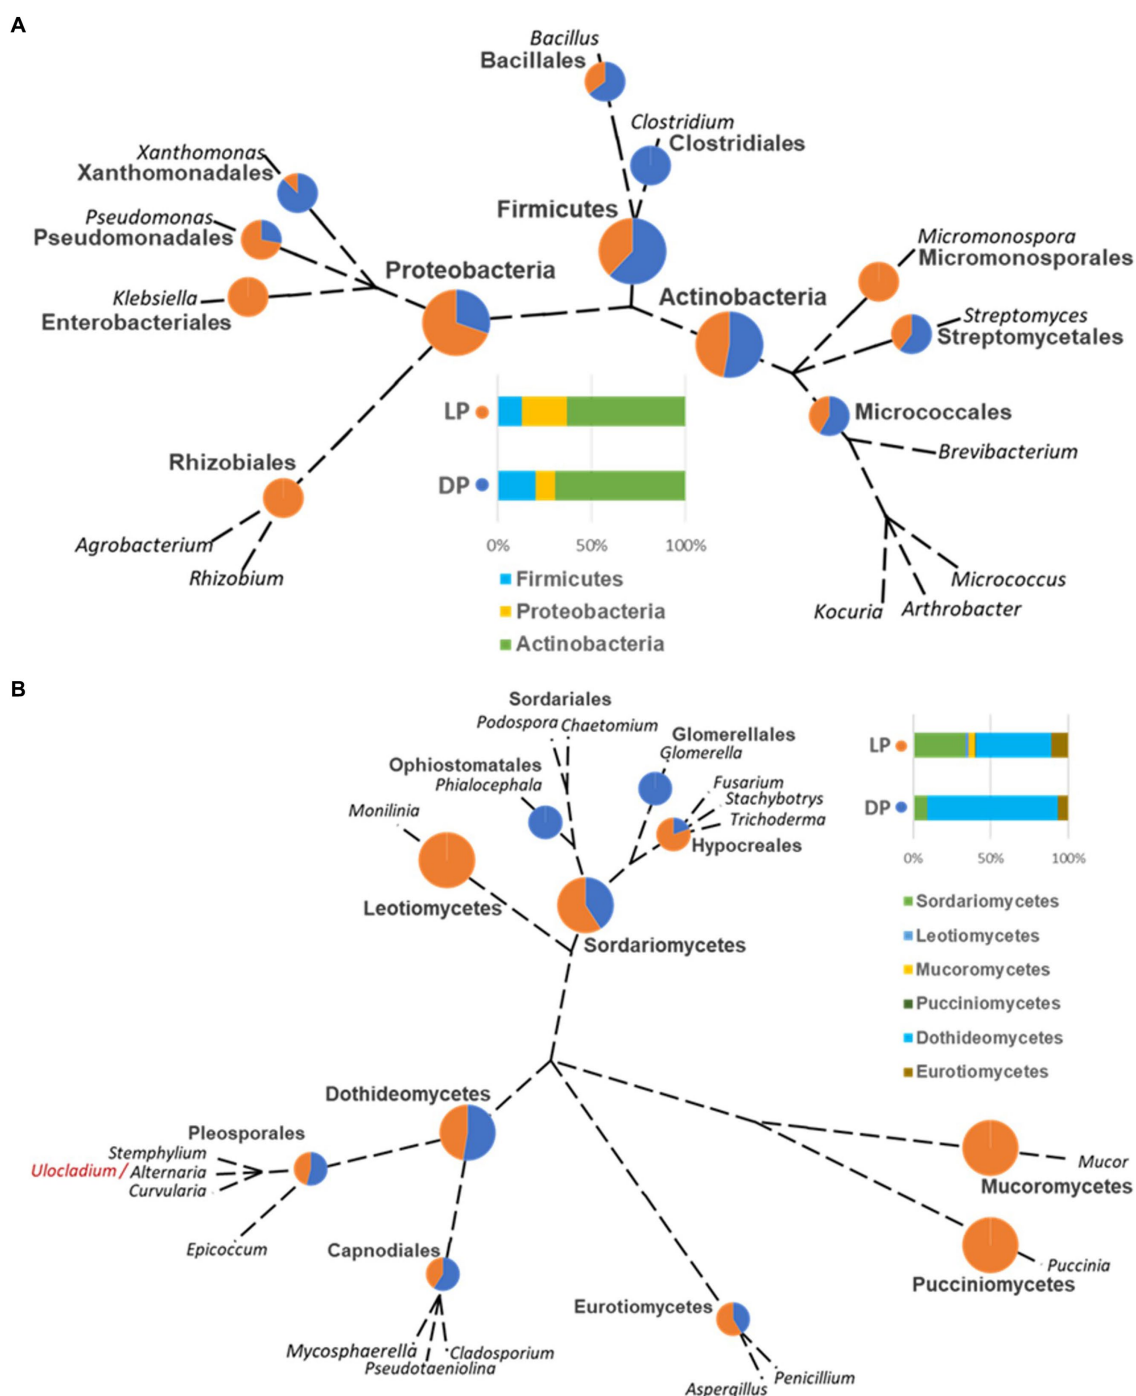 A
Bacillus
Bacillales
Clostridium
Clostridiales
Xanthomonas
Xanthomonadales
Pseudomonas
Pseudomonadales
Klebsiella
Enterobacteriales
Firmicutes
Proteobacteria
Actinobacteria
Micromonospora
Micromonosporales
Streptomyces
Streptomycetales
Micrococcales
Brevibacterium
Micrococcus
Arthrobacter
Kocuria
Rhizobiales
Agrobacterium
Rhizobium
LP
DP
0% 50% 100%
Firmicutes
Proteobacteria
Actinobacteria
B
Sordariales
Podospora Chaetomium
Glomerellales
Glomerella
Ophiostomatales
Phialocephala
Fusarium
Stachybotrys
Trichoderma
Hypocreales
Monilinia
Leotiomycetes
Sordariomycetes
LP
DP
0% 50% 100%
Sordariomycetes
Leotiomycetes
Mucoromycetes
Pucciniomycetes
Dothideomycetes
Eurotiomycetes
Dothideomycetes
Pleosporales
Stemphylium
Ulocladium / Alternaria
Curvularia
Epicoccum
Capnodiales
Mycosphaerella
Cladosporium
Pseudotaeniolina
Eurotiomycetes
Penicillium
Aspergillus
Mucor
Mucoromycetes
Puccinia
Pucciniomycetes